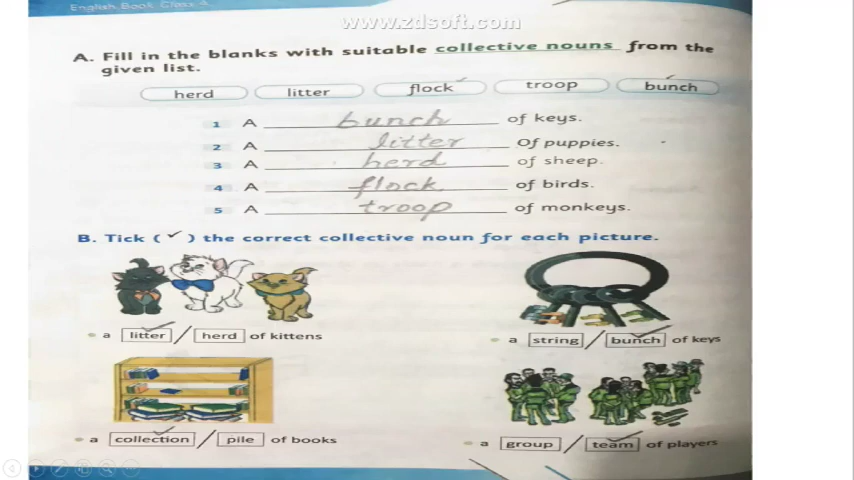 English Book Class 4
www.zdsoft.com
A. Fill in the blanks with suitable collective nouns from the
given list.
herd litter flock troop bunch
1 A bunch of keys.
2 A litter Of puppies.
3 A herd of sheep.
4 A flock of birds.
5 A troop of monkeys.
B. Tick (✓) the correct collective noun for each picture.
a litter / herd of kittens
a string / bunch of keys
a collection / pile of books
a group / team of players